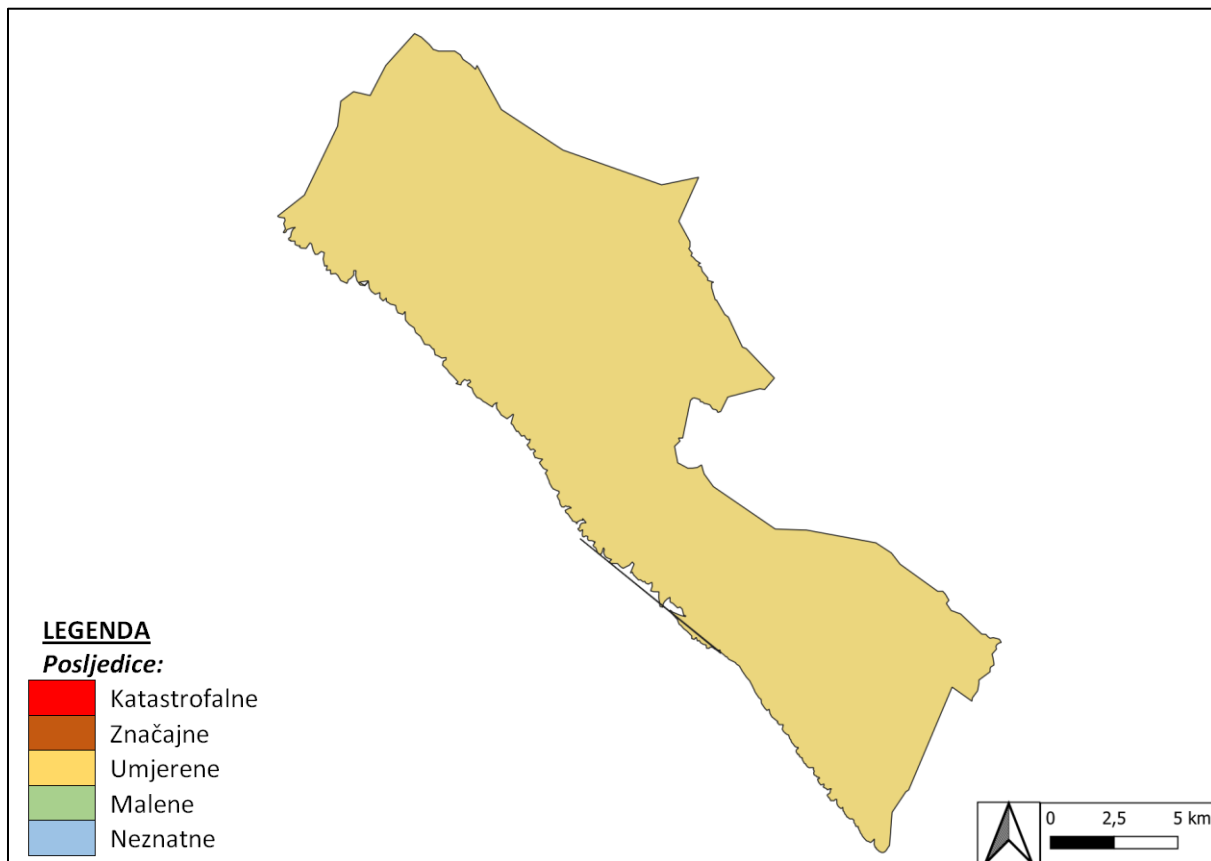 LEGENDA
Posljedice:
Katastrofalne
Značajne
Umjerene
Malene
Neznatne
0 2,5 5 km